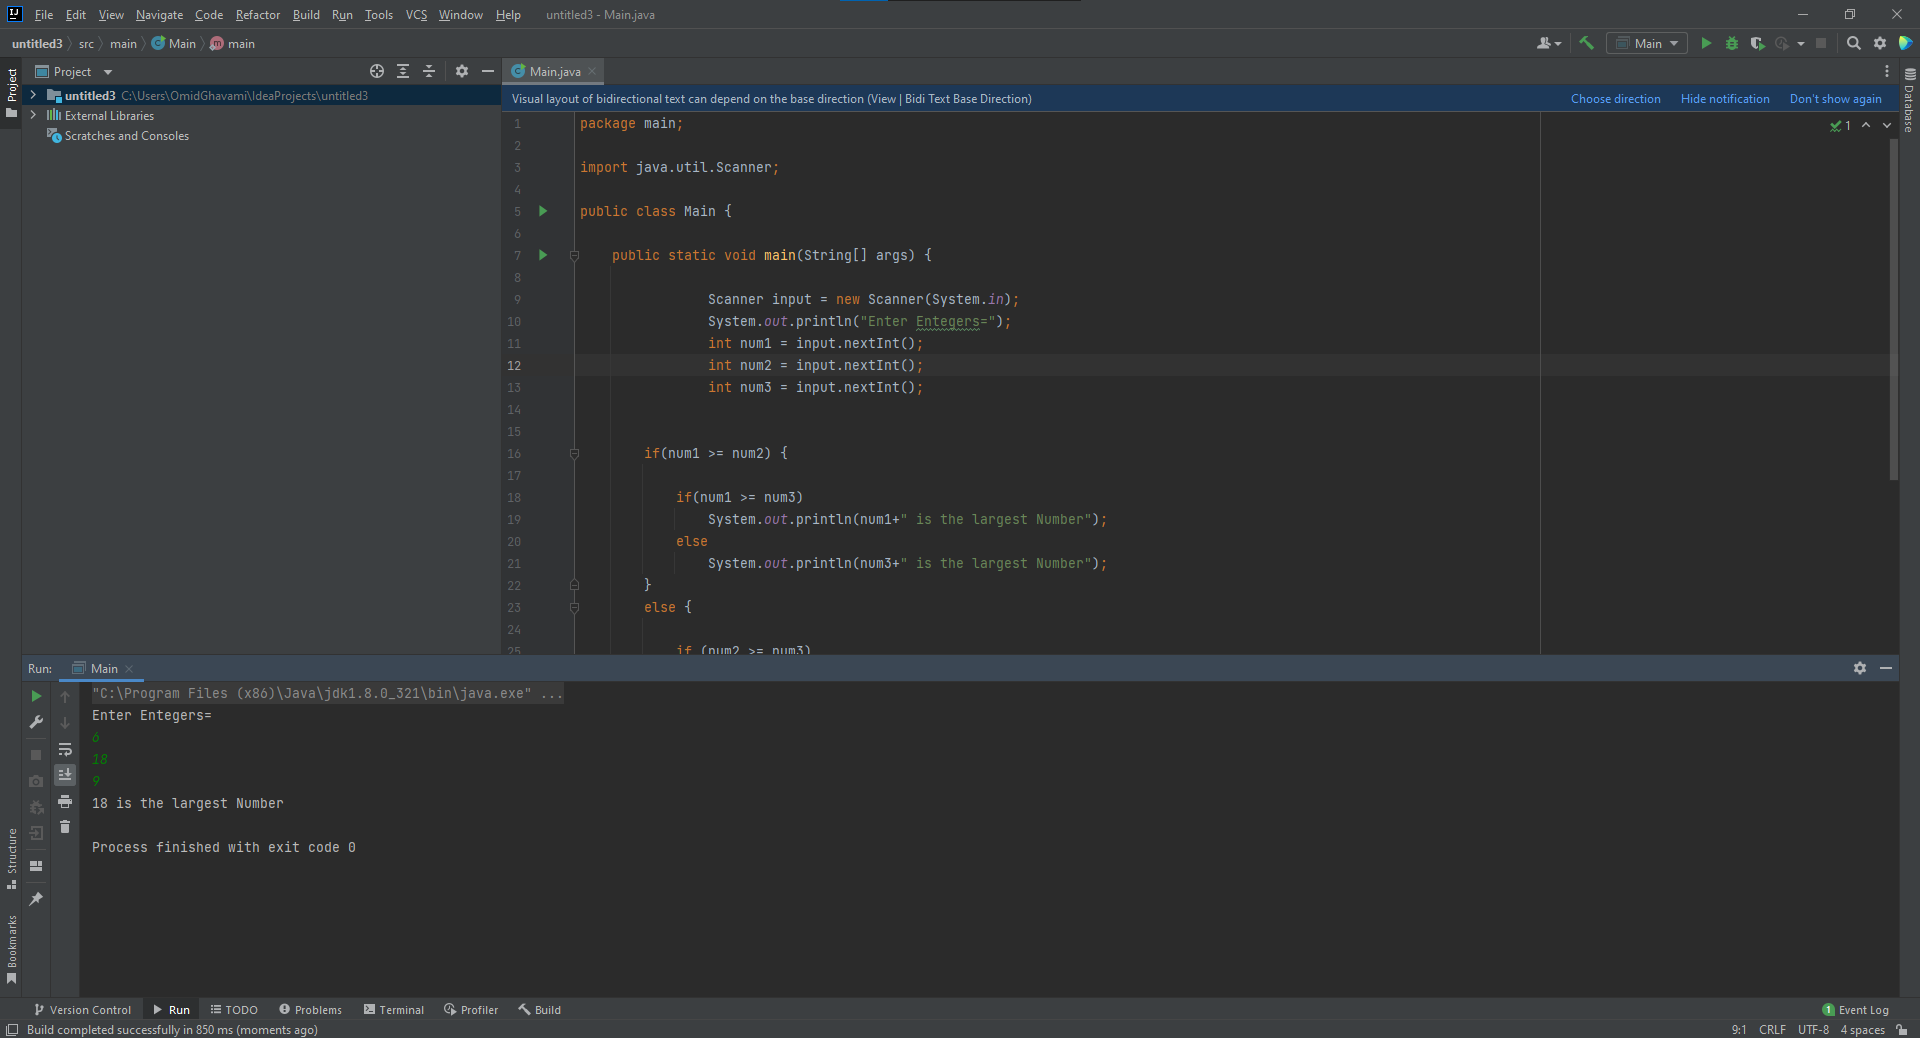 File Edit View Navigate Code Refactor Build Run Tools VCS Window Help untitled3 - Main.java
untitled3 src main Main main
Main
Project
Main.java
Project
untitled3 C:\Users\OmidGhavami\IdeaProjects\untitled3
External Libraries
Scratches and Consoles
Visual layout of bidirectional text can depend on the base direction (View | Bidi Text Base Direction) Choose direction Hide notification Don't show again
Database
1
1 package main;
2
3 import java.util.Scanner;
4
5 public class Main {
6
7 public static void main(String[] args) {
8
9 Scanner input = new Scanner(System.in);
10 System.out.println("Enter Entegers=");
11 int num1 = input.nextInt();
12 int num2 = input.nextInt();
13 int num3 = input.nextInt();
14
15
16 if(num1 >= num2) {
17
18 if(num1 >= num3)
19 System.out.println(num1+" is the largest Number");
20 else
21 System.out.println(num3+" is the largest Number");
22 }
23 else {
24
25 if (num2 >= num3)
Run: Main
"C:\Program Files (x86)\Java\jdk1.8.0_321\bin\java.exe" ...
Enter Entegers=
6
18
9
18 is the largest Number
Process finished with exit code 0
Structure
Bookmarks
Version Control Run TODO Problems Terminal Profiler Build 1 Event Log
Build completed successfully in 850 ms (moments ago) 9:1 CRLF UTF-8 4 spaces